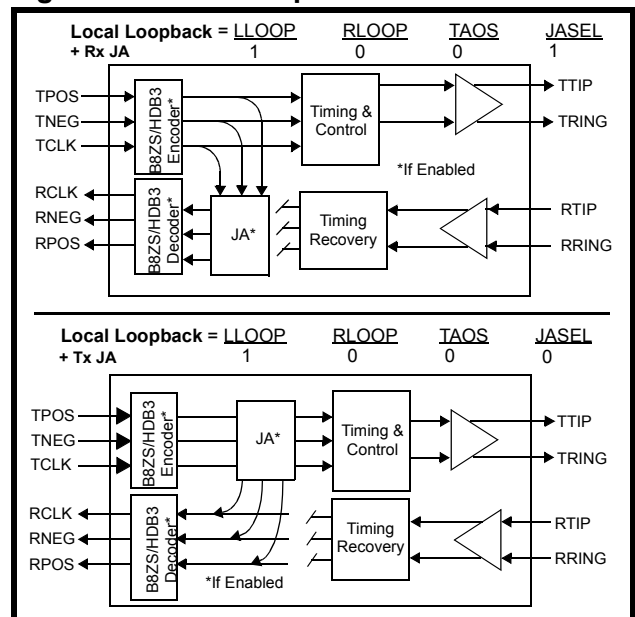 Local Loopback = LLOOP RLOOP TAOS JASEL
+ Rx JA 1 0 0 1
TPOS
TNEG
TCLK
B8ZS/HDB3
Encoder*
Timing &
Control
TTIP
TRING
*If Enabled
RCLK
RNEG
RPOS
B8ZS/HDB3
Decoder*
JA*
Timing
Recovery
RTIP
RRING
Local Loopback = LLOOP RLOOP TAOS JASEL
+ Tx JA 1 0 0 0
TPOS
TNEG
TCLK
B8ZS/HDB3
Encoder*
JA*
Timing &
Control
TTIP
TRING
RCLK
RNEG
RPOS
B8ZS/HDB3
Decoder*
*If Enabled
Timing
Recovery
RTIP
RRING